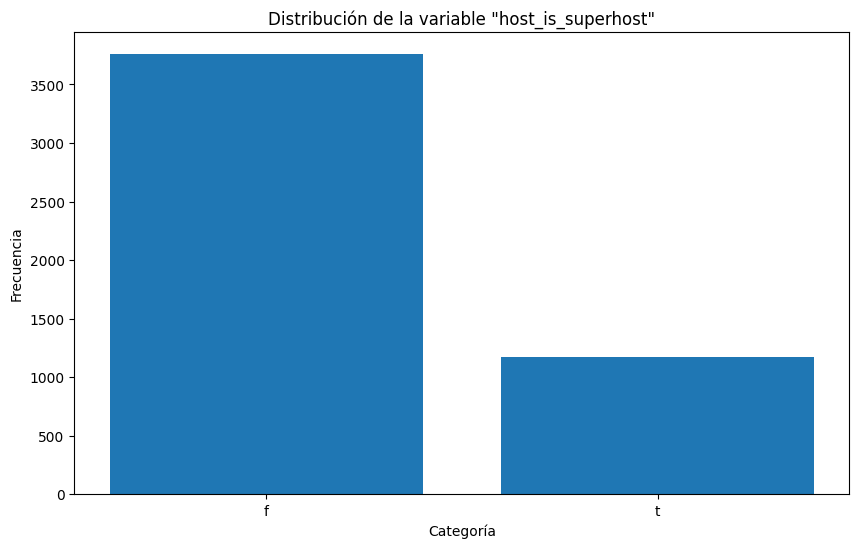 Distribución de la variable "host_is_superhost"
3500
3000
2500
2000
1500
1000
500
0
Frecuencia
f
t
Categoría